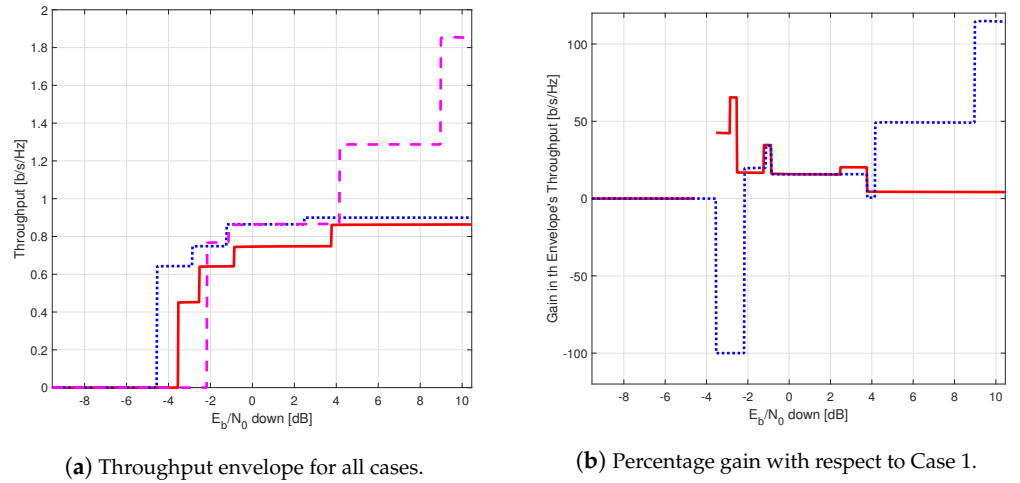 2
1.8
1.6
1.4
1.2
1
0.8
0.6
0.4
0.2
0
Throughput [b/s/Hz]
-8 -6 -4 -2 0 2 4 6 8 10
E_b/N_0 down [dB]
(a) Throughput envelope for all cases.
100
50
0
-50
-100
Gain in th Envelope's Throughput [b/s/Hz]
-8 -6 -4 -2 0 2 4 6 8 10
E_b/N_0 down [dB]
(b) Percentage gain with respect to Case 1.